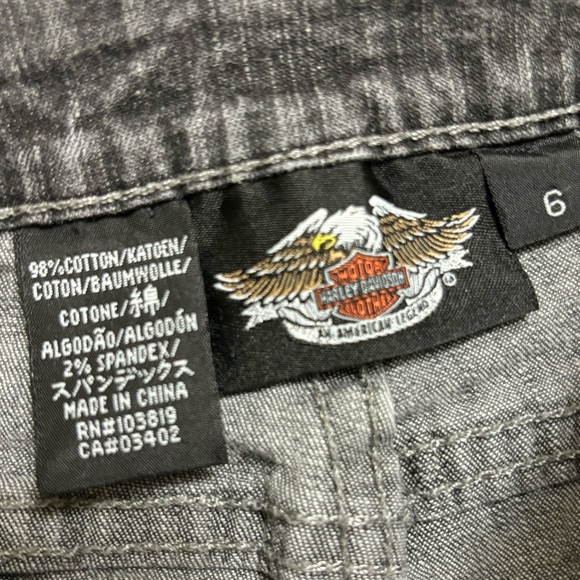 98%COTTON/KATOEN/
COTON/BAUMWOLLE/
COTONE/綿/
ALGODÃO/ALGODÓN
2% SPANDEX/
スパンデックス
MADE IN CHINA
RN#103819
CA#03402
MOTOR
HARLEY-DAVIDSON
CLOTHES
AN AMERICAN LEGEND
®
6